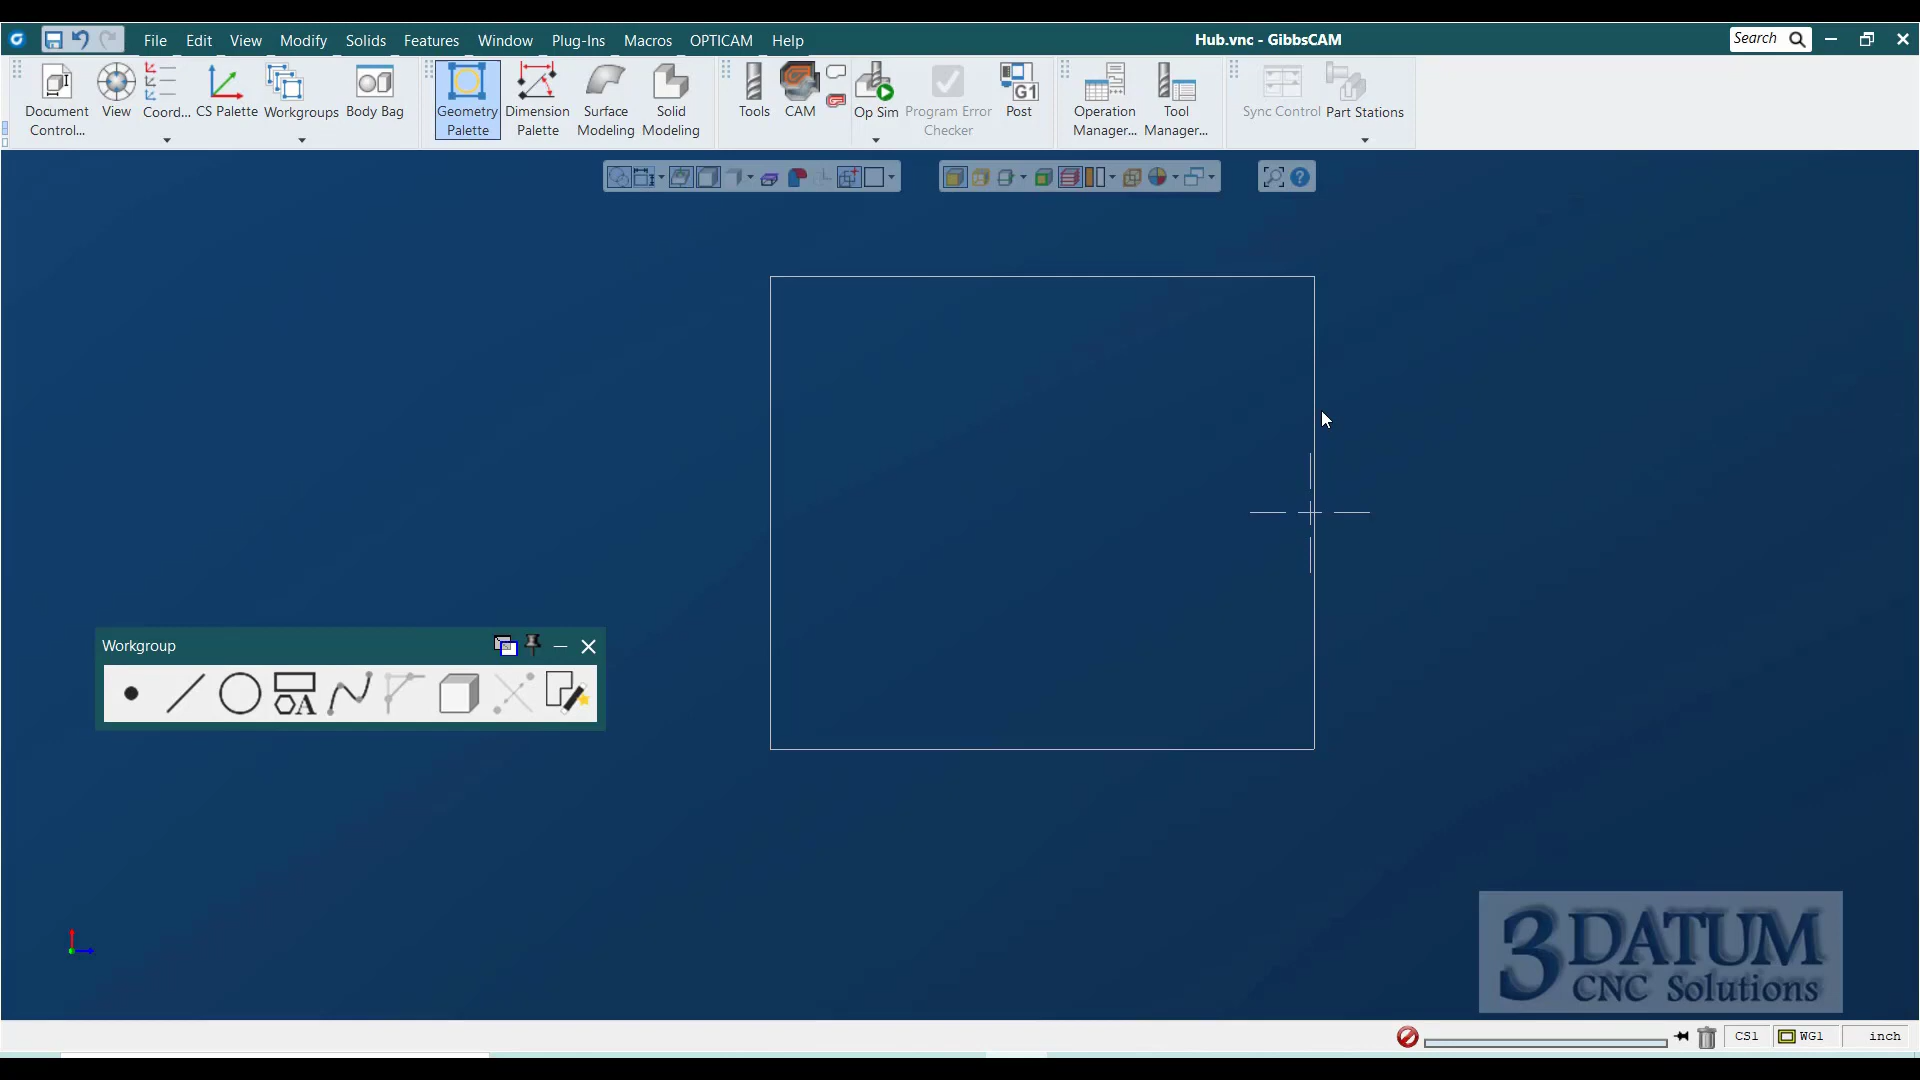 File Edit View Modify Solids Features Window Plug-Ins Macros OPTICAM Help
Hub.vnc - GibbsCAM
Search
Document Control...
View
Coord...
CS Palette
Workgroups
Body Bag
Geometry Palette
Dimension Palette
Surface Modeling
Solid Modeling
Tools
CAM
Op Sim
Program Error Checker
Post
G1
Operation Manager...
Tool Manager...
Sync Control
Part Stations
Workgroup
A
3DATUM
CNC Solutions
CS1
WG1
inch